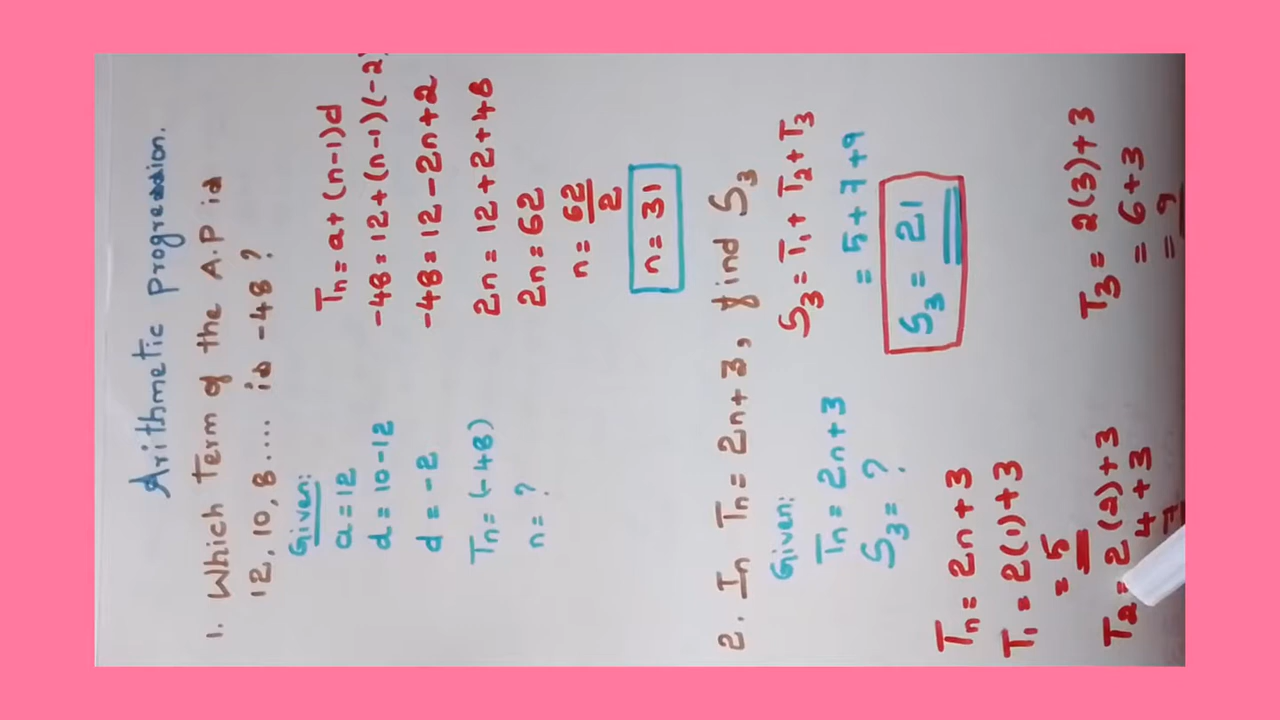 Arithmetic Progression.
1. Which Term of the A.P is
12, 10, 8.... is -48 ?
Given:
a = 12
d = 10-12
d = -2
Tn = (-48)
n = ?
Tn = a + (n-1)d
-48 = 12 + (n-1)(-2)
-48 = 12 - 2n + 2
2n = 12 + 2 + 48
2n = 62
n = 62/2
n = 31
2. In Tn = 2n + 3, find S3
Given:
Tn = 2n + 3
S3 = ?
S3 = T1 + T2 + T3
= 5 + 7 + 9
S3 = 21
Tn = 2n + 3
T1 = 2(1) + 3
= 5
T2 = 2(2) + 3
4 + 3
7
T3 = 2(3) + 3
= 6 + 3
= 9